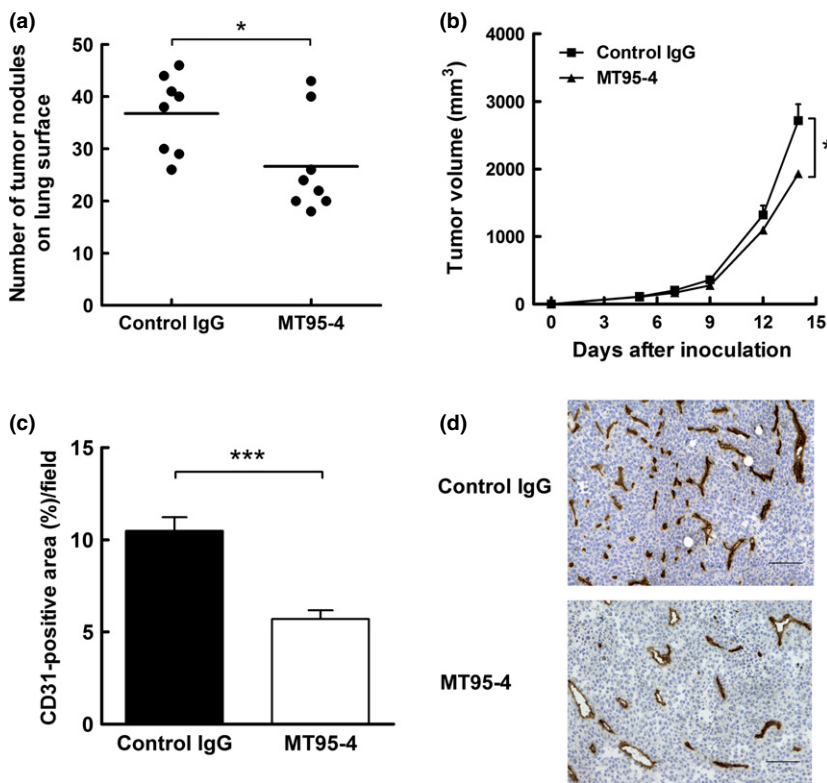 (a)
*
Number of tumor nodules
on lung surface
50
40
30
20
10
0
Control IgG
MT95-4
(b)
Tumor volume (mm³)
4000
3000
2000
1000
0
Control IgG
MT95-4
*
0 3 6 9 12 15
Days after inoculation
(c)
CD31-positive area (%)/field
15
10
5
0
***
Control IgG
MT95-4
(d)
Control IgG
MT95-4